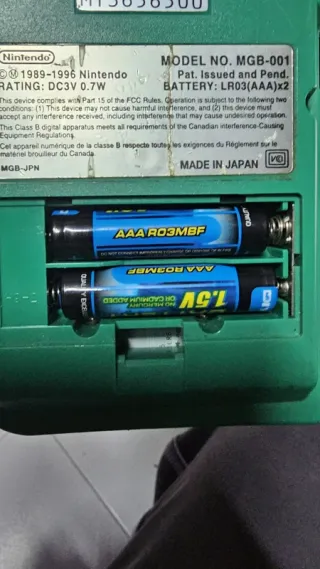 MT5658500
Nintendo
MODEL NO. MGB-001
©Ⓜ 1989-1996 Nintendo
Pat. Issued and Pend.
RATING: DC3V 0.7W
BATTERY: LR03(AAA)x2
This device complies with Part 15 of the FCC Rules. Operation is subject to the following two
conditions: (1) This device may not cause harmful interference, and (2) this device must
accept any interference received, including interference that may cause undesired operation.
This Class B digital apparatus meets all requirements of the Canadian Interference-Causing
Equipment Regulations.
Cet appareil numérique de la classe B respecte toutes les exigences du Règlement sur le
matériel brouilleur du Canada.
MADE IN JAPAN
MGB-JPN
AAA R03MBF
AAA R03MBF
1.5V
NO MERCURY
OR CADMIUM ADDED